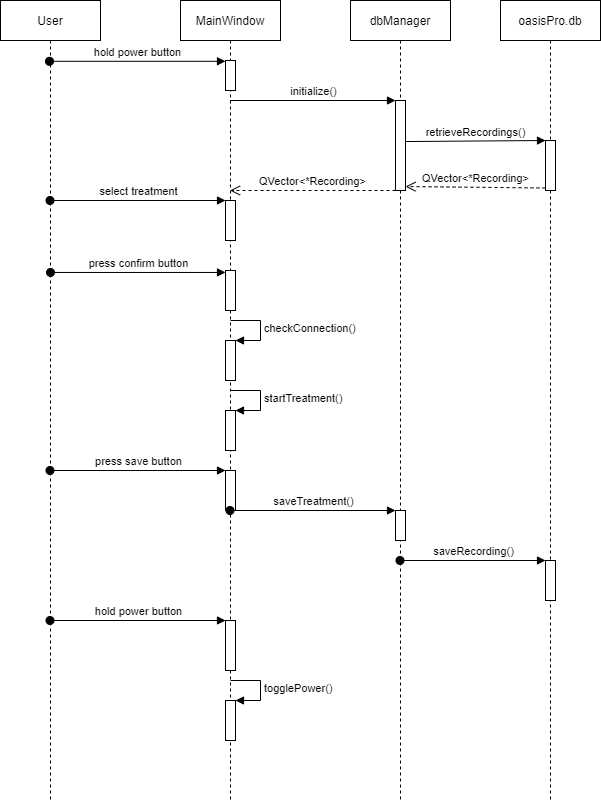 User
MainWindow
dbManager
oasisPro.db
hold power button
initialize()
retrieveRecordings()
QVector<*Recording>
QVector<*Recording>
select treatment
press confirm button
checkConnection()
startTreatment()
press save button
saveTreatment()
saveRecording()
hold power button
togglePower()